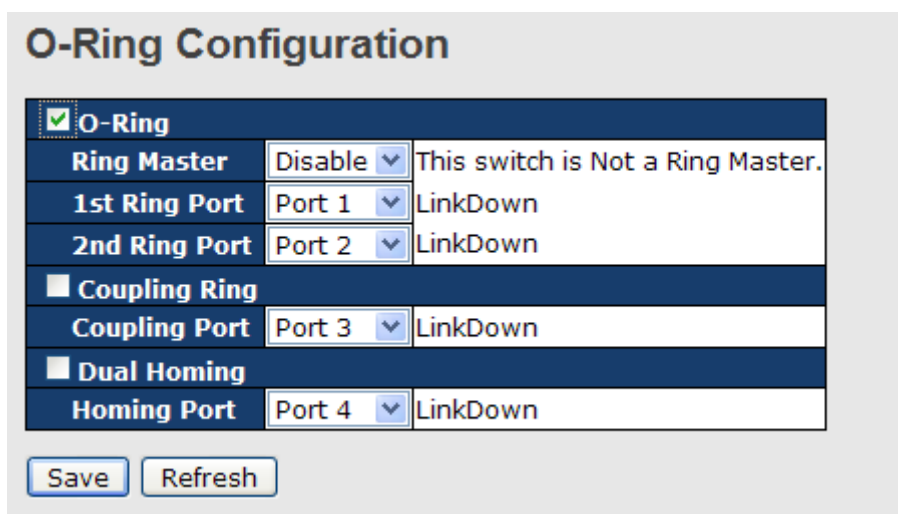 O-Ring Configuration
O-Ring
Ring Master Disable This switch is Not a Ring Master.
1st Ring Port Port 1 LinkDown
2nd Ring Port Port 2 LinkDown
Coupling Ring
Coupling Port Port 3 LinkDown
Dual Homing
Homing Port Port 4 LinkDown
Save Refresh